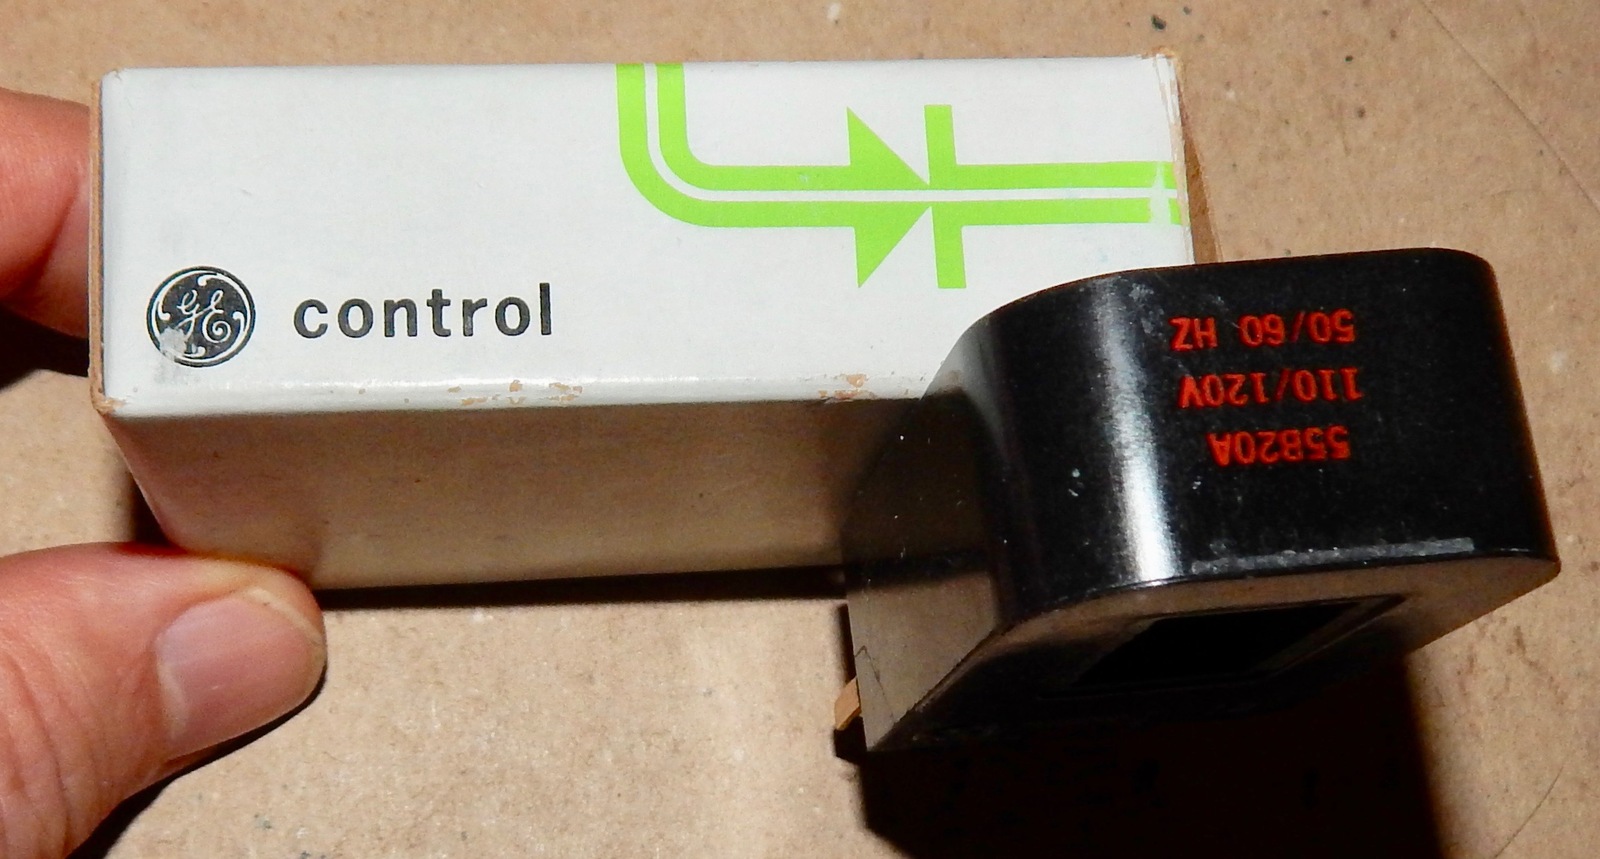 GE
control
55B20A
110/120V
50/60 HZ